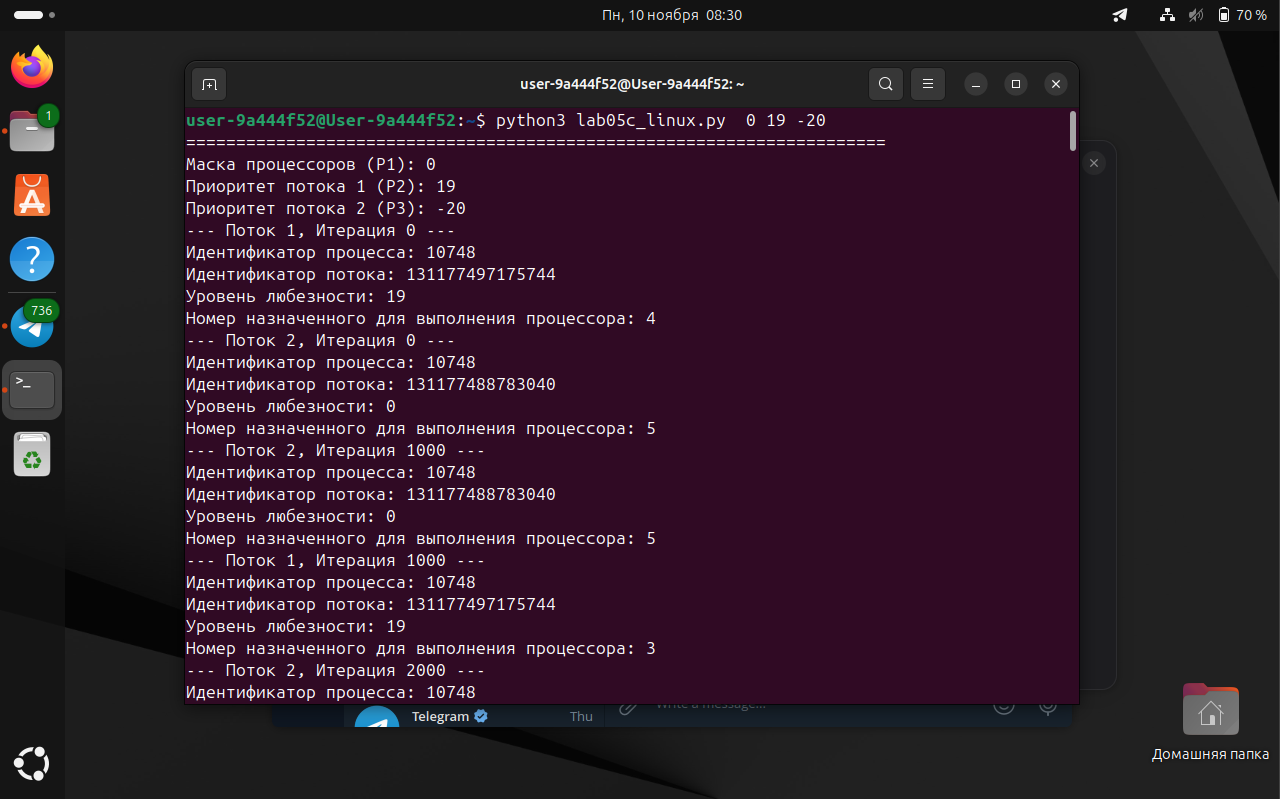 Пн, 10 ноября 08:30
70 %
1
user-9a444f52@User-9a444f52: ~
user-9a444f52@User-9a444f52:~$ python3 lab05c_linux.py  0 19 -20
======================================================================
Маска процессоров (P1): 0
Приоритет потока 1 (P2): 19
Приоритет потока 2 (P3): -20
--- Поток 1, Итерация 0 ---
Идентификатор процесса: 10748
Идентификатор потока: 131177497175744
Уровень любезности: 19
Номер назначенного для выполнения процессора: 4
--- Поток 2, Итерация 0 ---
Идентификатор процесса: 10748
Идентификатор потока: 131177488783040
Уровень любезности: 0
Номер назначенного для выполнения процессора: 5
--- Поток 2, Итерация 1000 ---
Идентификатор процесса: 10748
Идентификатор потока: 131177488783040
Уровень любезности: 0
Номер назначенного для выполнения процессора: 5
--- Поток 1, Итерация 1000 ---
Идентификатор процесса: 10748
Идентификатор потока: 131177497175744
Уровень любезности: 19
Номер назначенного для выполнения процессора: 3
--- Поток 2, Итерация 2000 ---
Идентификатор процесса: 10748
736
Telegram
Thu
Write a message...
Домашняя папка